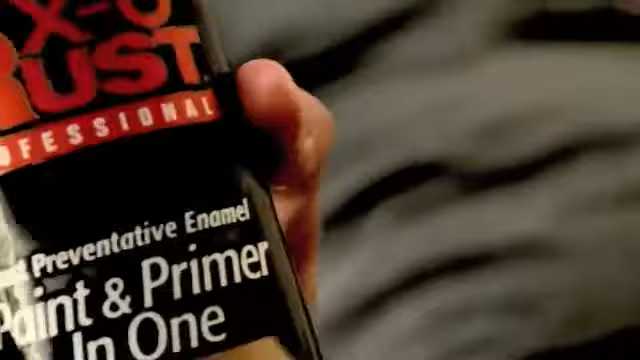 X-O
RUST
PROFESSIONAL
Preventative Enamel
Paint & Primer
In One